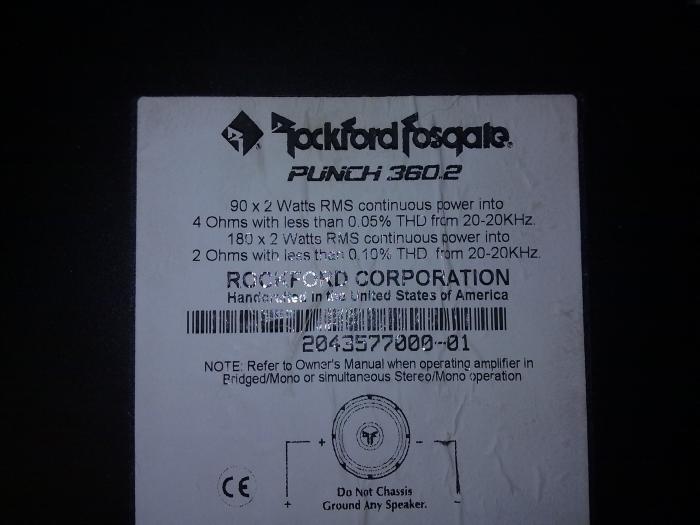 Rockford Fosgate®
PUNCH 360.2
90 x 2 Watts RMS continuous power into
4 Ohms with less than 0.05% THD from 20-20KHz.
180 x 2 Watts RMS continuous power into
2 Ohms with less than 0.10% THD from 20-20KHz.
ROCKFORD CORPORATION
Handcrafted in the United States of America
2043577000-01
NOTE: Refer to Owner's Manual when operating amplifier in
Bridged/Mono or simultaneous Stereo/Mono operation
+ −
CE
+ Do Not Chassis −
Ground Any Speaker.